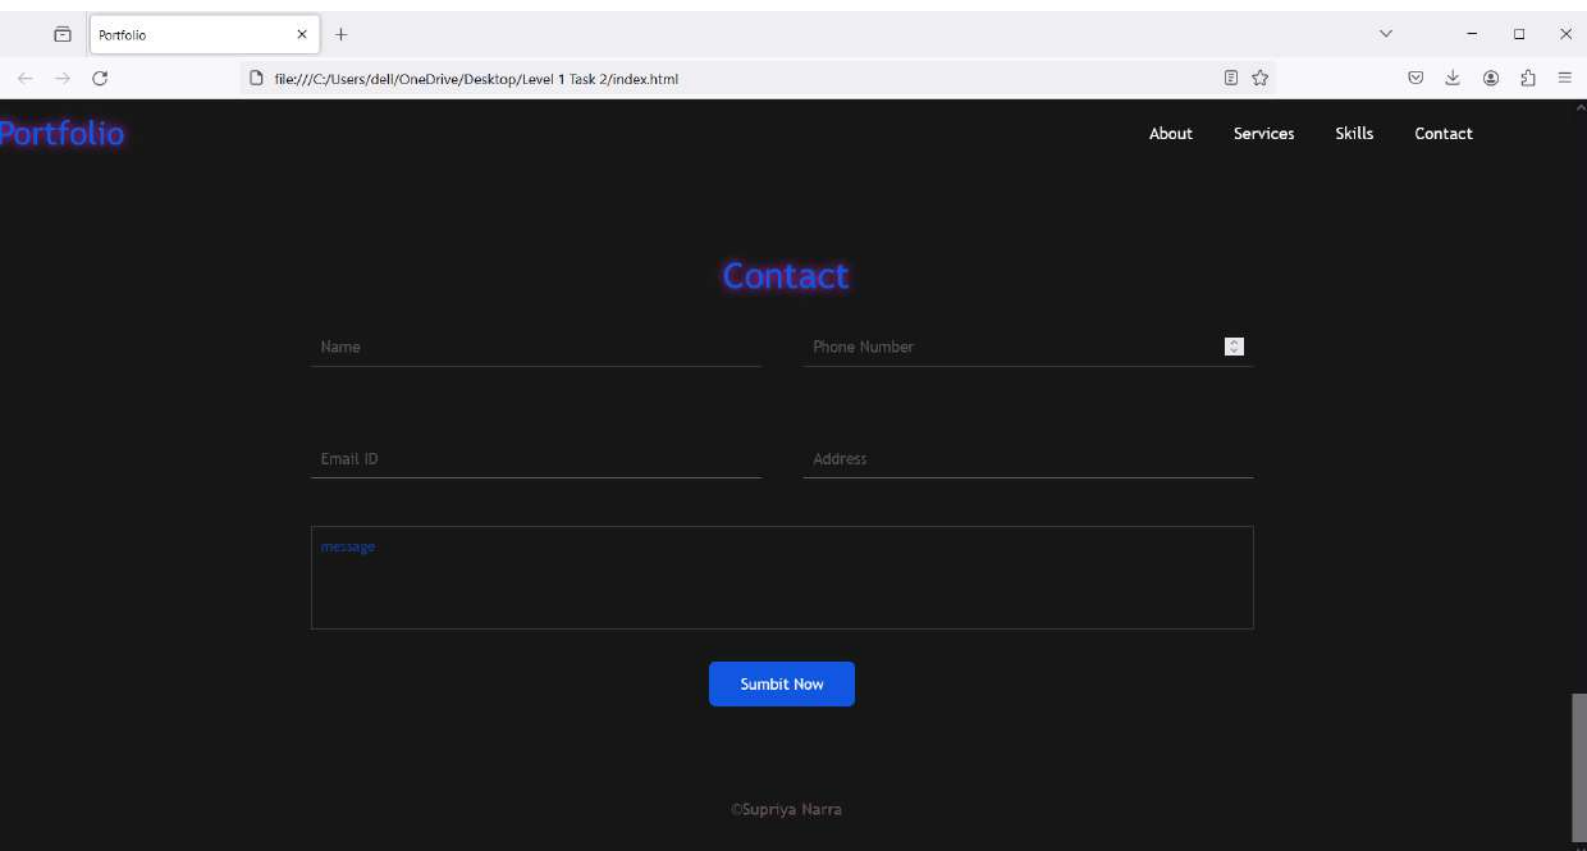 Portfolio
file:///C:/Users/dell/OneDrive/Desktop/Level 1 Task 2/index.html
Portfolio
About Services Skills Contact
Contact
Name Phone Number
Email ID Address
message
Sumbit Now
©Supriya Narra